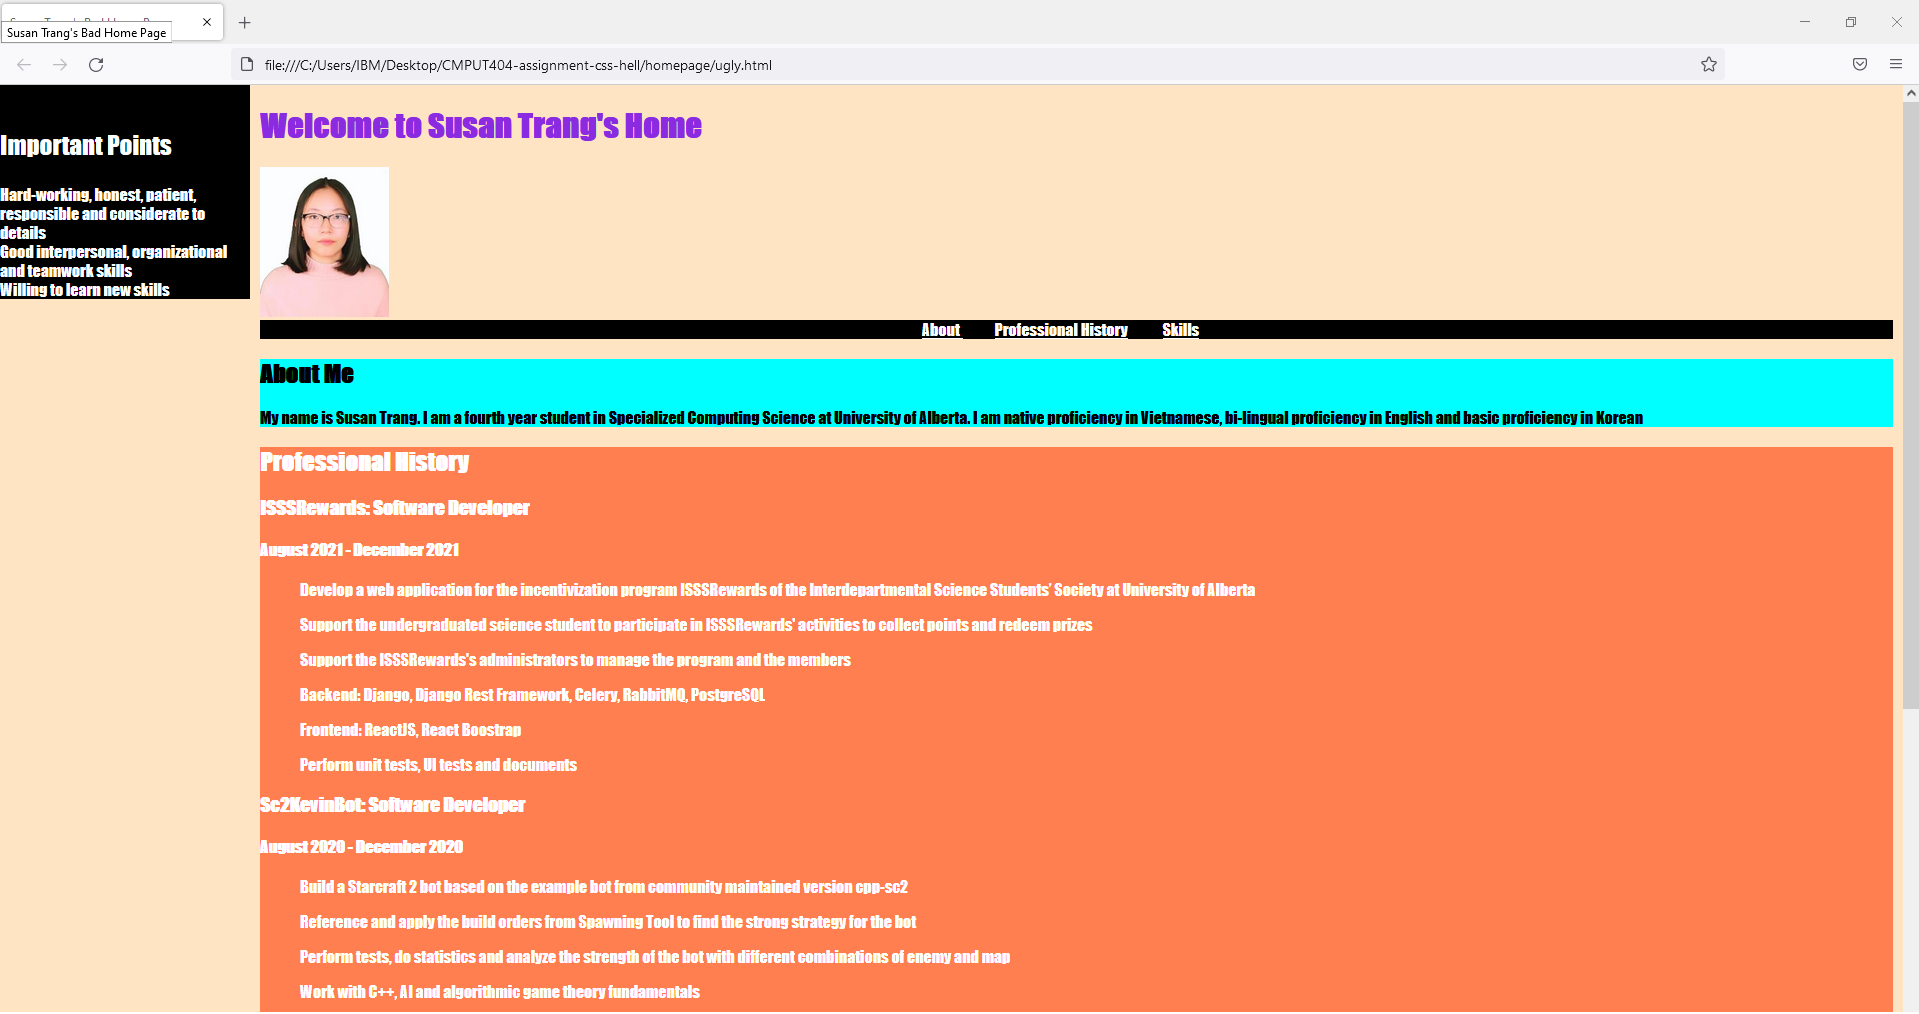 Susan Trang's Bad Home Page
file:///C:/Users/IBM/Desktop/CMPUT404-assignment-css-hell/homepage/ugly.html
Important Points
Hard-working, honest, patient,
responsible and considerate to
details
Good interpersonal, organizational
and teamwork skills
Willing to learn new skills
Welcome to Susan Trang's Home
About Professional History Skills
About Me
My name is Susan Trang. I am a fourth year student in Specialized Computing Science at University of Alberta. I am native proficiency in Vietnamese, bi-lingual proficiency in English and basic proficiency in Korean
Professional History
ISSSRewards: Software Developer
August 2021 - December 2021
Develop a web application for the incentivization program ISSSRewards of the Interdepartmental Science Students' Society at University of Alberta
Support the undergraduated science student to participate in ISSSRewards' activities to collect points and redeem prizes
Support the ISSSRewards's administrators to manage the program and the members
Backend: Django, Django Rest Framework, Celery, RabbitMQ, PostgreSQL
Frontend: ReactJS, React Boostrap
Perform unit tests, UI tests and documents
Sc2KevinBot: Software Developer
August 2020 - December 2020
Build a Starcraft 2 bot based on the example bot from community maintained version cpp-sc2
Reference and apply the build orders from Spawning Tool to find the strong strategy for the bot
Perform tests, do statistics and analyze the strength of the bot with different combinations of enemy and map
Work with C++, AI and algorithmic game theory fundamentals